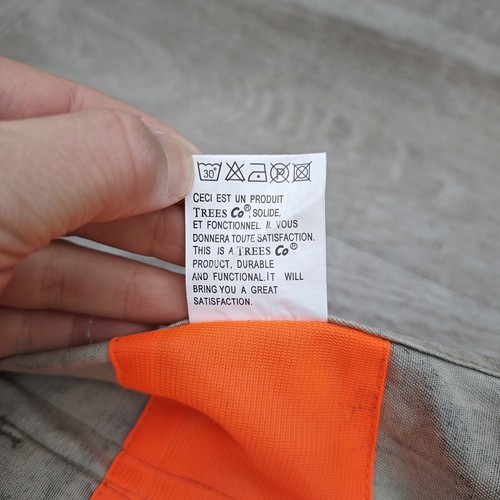 30°
CECI EST UN PRODUIT
TREES Co®, SOLIDE,
ET FONCTIONNEL. IL VOUS
DONNERA TOUTE SATISFACTION.
THIS IS A TREES Co®
PRODUCT, DURABLE
AND FUNCTIONAL.IT WILL
BRING YOU A GREAT
SATISFACTION.